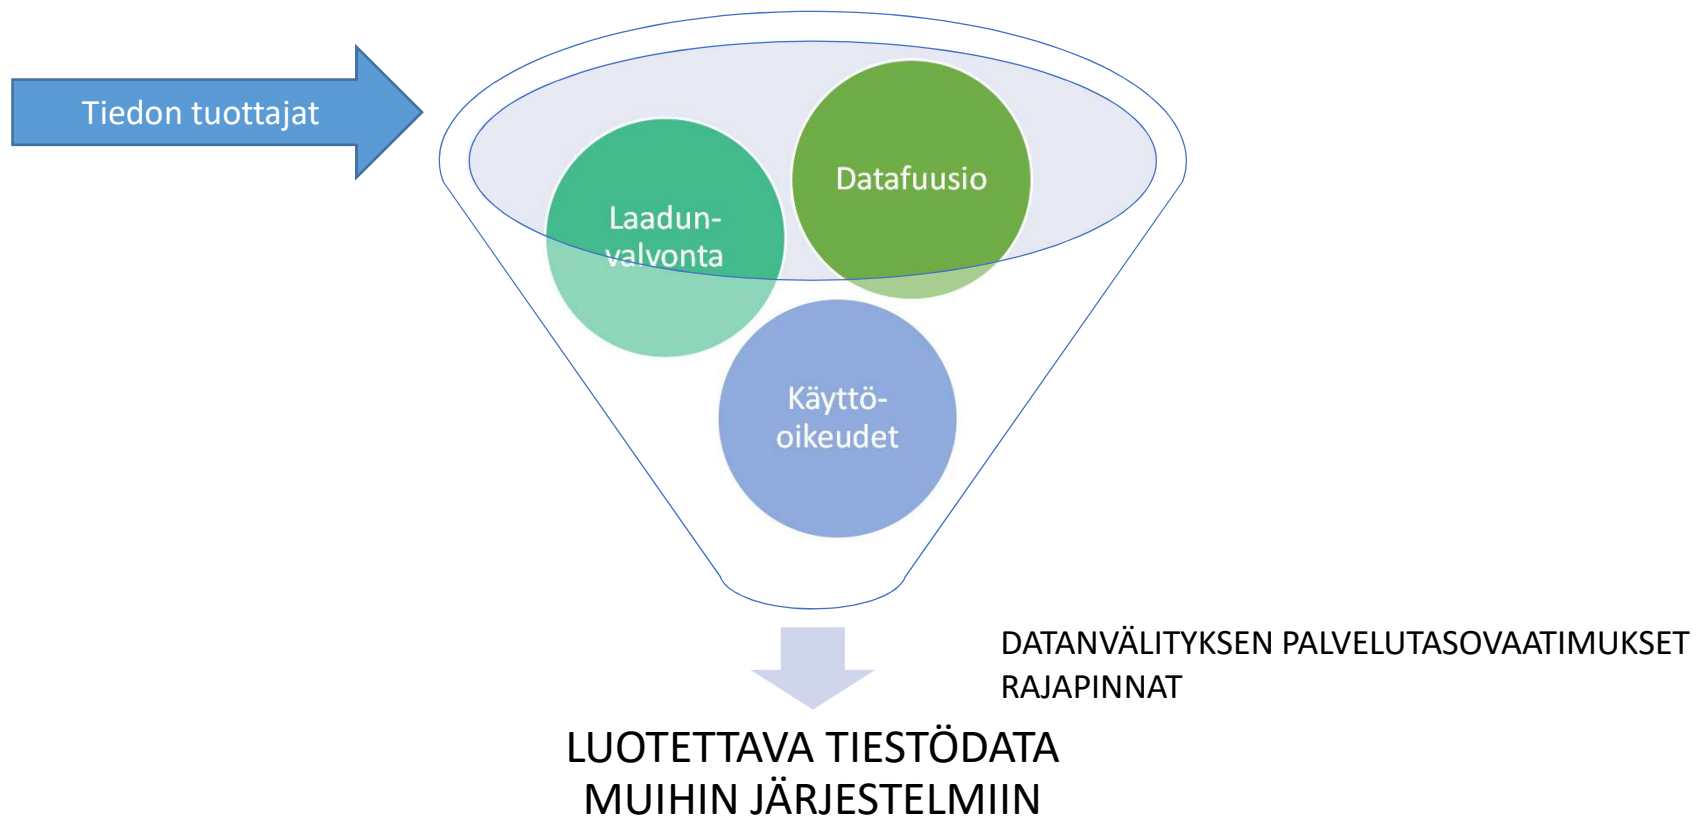 Tiedon tuottajat
Datafuusio
Laadun-
valvonta
Käyttö-
oikeudet
DATANVÄLITYKSEN PALVELUTASOVAATIMUKSET
RAJAPINNAT
LUOTETTAVA TIESTÖDATA
MUIHIN JÄRJESTELMIIN